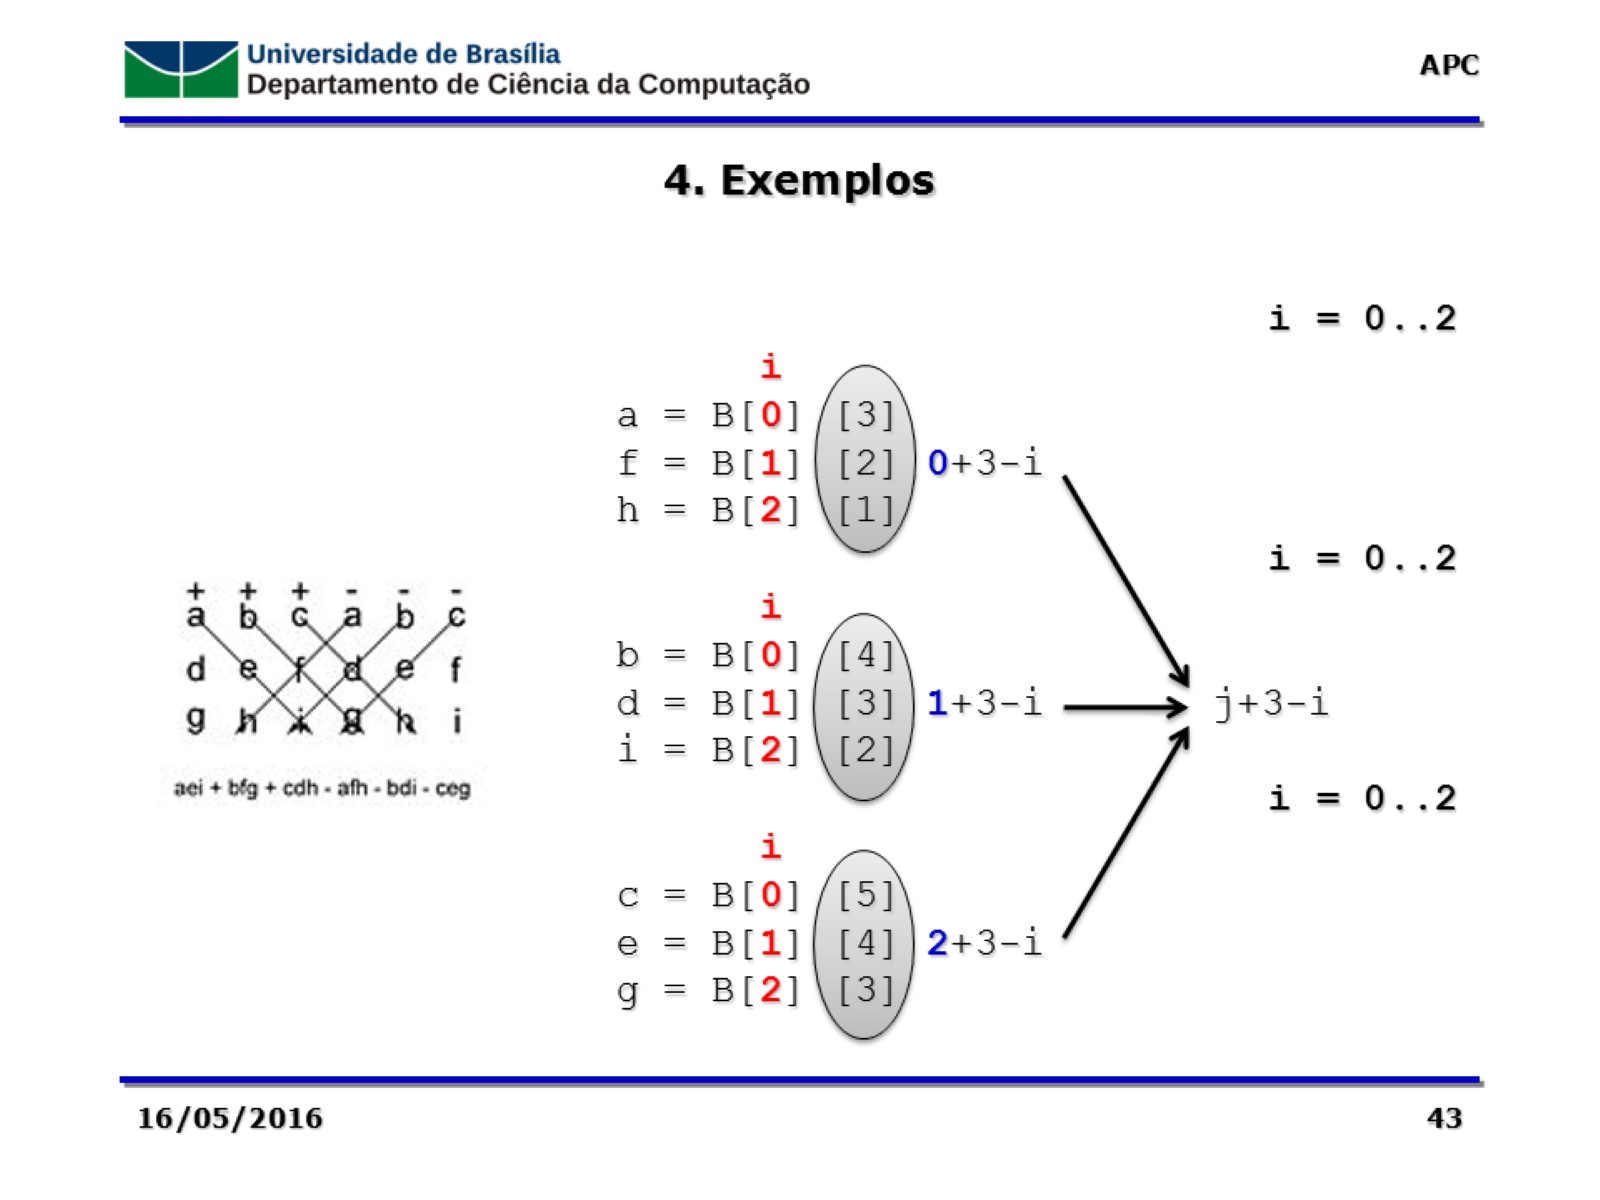 Universidade de Brasília
Departamento de Ciência da Computação
APC
4. Exemplos
i = 0..2
i
a = B[0] [3]
f = B[1] [2] 0+3-i
h = B[2] [1]
i = 0..2
i
b = B[0] [4]
d = B[1] [3] 1+3-i
i = B[2] [2]
j+3-i
i = 0..2
i
c = B[0] [5]
e = B[1] [4] 2+3-i
g = B[2] [3]
+ + + - - -
a b c a b c
d e f d e f
g h i g h i
aei + bfg + cdh - afh - bdi - ceg
16/05/2016
43